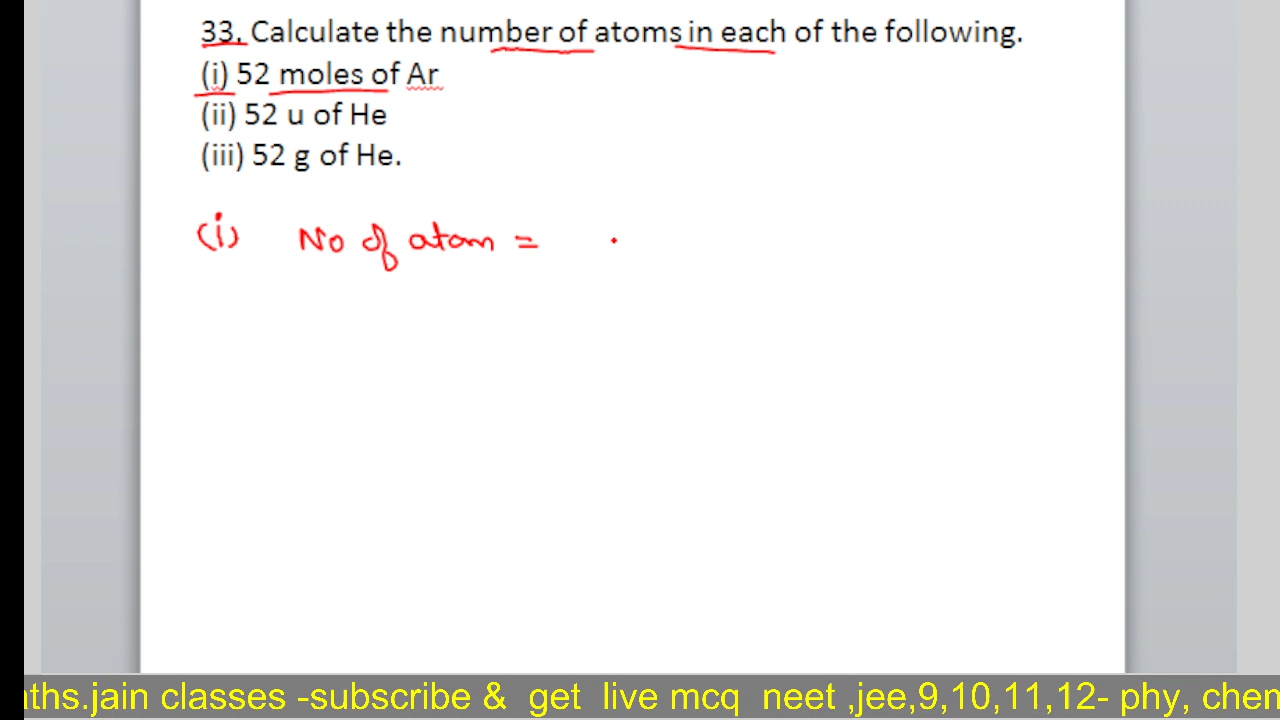 33. Calculate the number of atoms in each of the following.
(i) 52 moles of Ar
(ii) 52 u of He
(iii) 52 g of He.
(i) No of atom =
ths.jain classes -subscribe & get live mcq neet ,jee,9,10,11,12- phy, chem